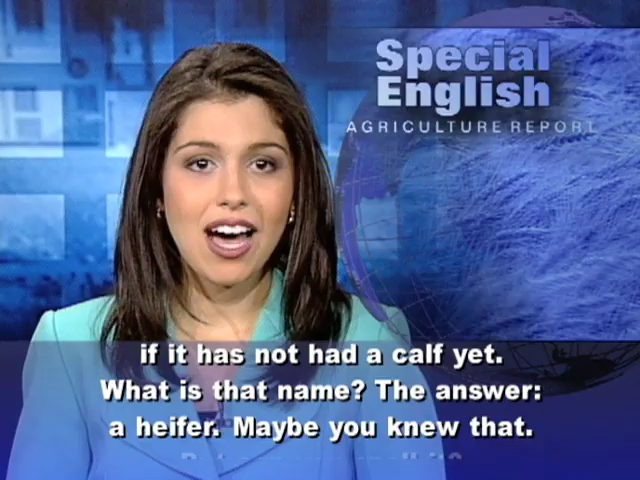 Special
English
AGRICULTURE REPORT
if it has not had a calf yet.
What is that name? The answer:
a heifer. Maybe you knew that.